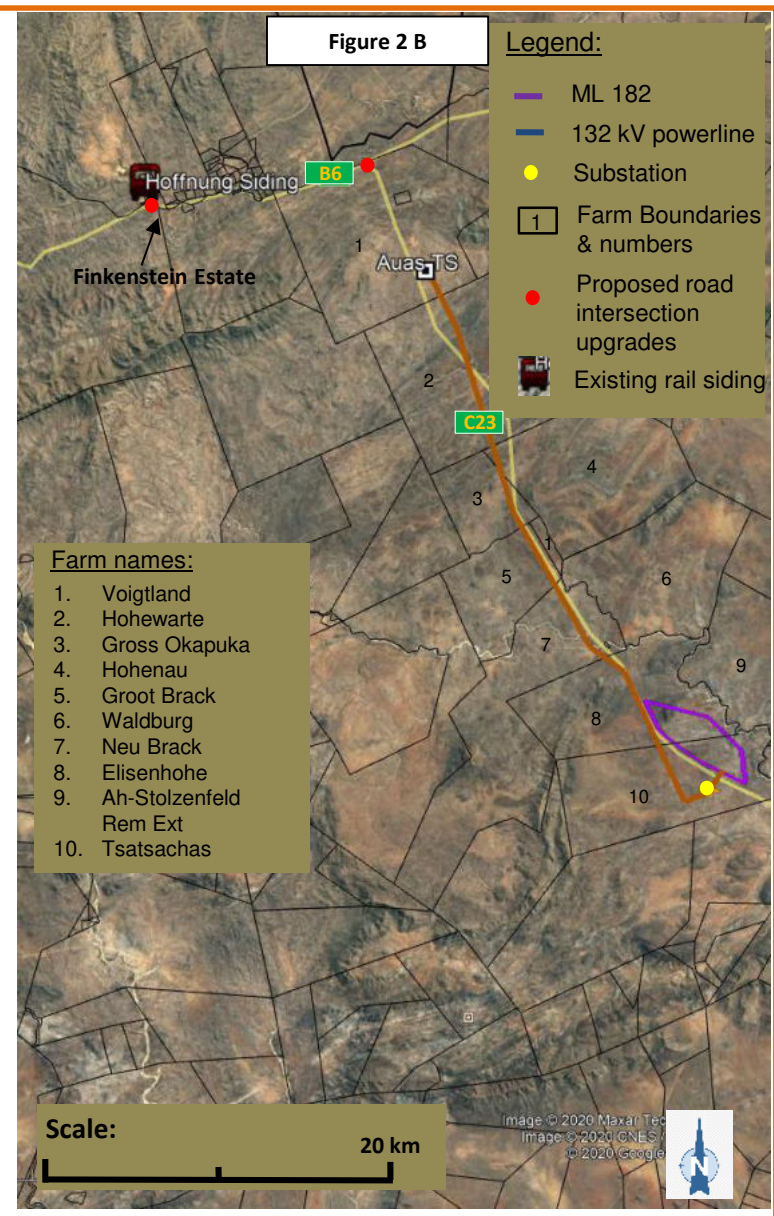 Figure 2 B
Legend:
ML 182
132 kV powerline
Substation
1 Farm Boundaries
& numbers
Proposed road
intersection
upgrades
Existing rail siding
B6
Hoffnung Siding
Finkenstein Estate
1
Auas TS
2
C23
4
3
1
5
6
7
9
8
10
Farm names:
1. Voigtland
2. Hohewarte
3. Gross Okapuka
4. Hohenau
5. Groot Brack
6. Waldburg
7. Neu Brack
8. Elisenhohe
9. Ah-Stolzenfeld
Rem Ext
10. Tsatsachas
Scale:
20 km
Image © 2020 Maxar Tec
Image © 2020 CNES /
© 2020 Google
N